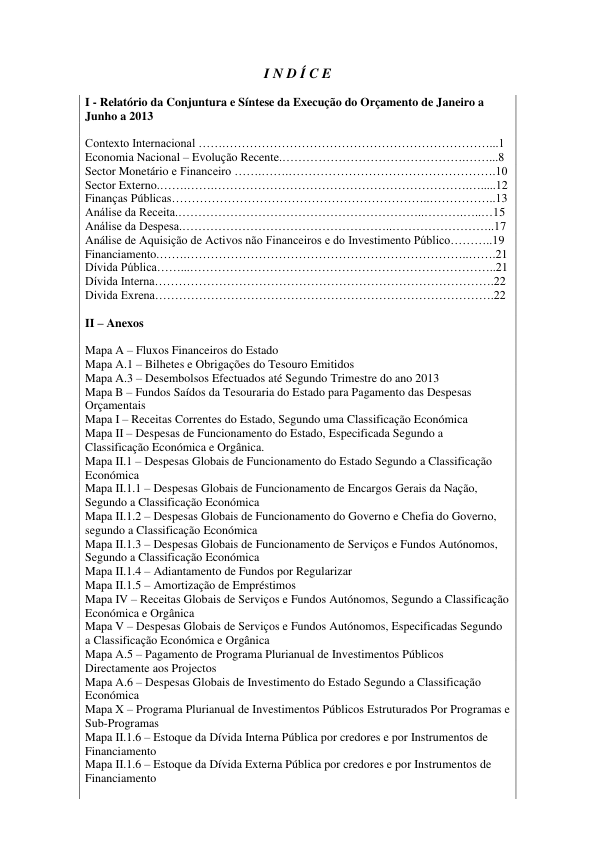 I N D Í C E
I - Relatório da Conjuntura e Síntese da Execução do Orçamento de Janeiro a
Junho a 2013
Contexto Internacional …………………………………………………………………...1
Economia Nacional – Evolução Recente.…………………………………….……...8
Sector Monetário e Financeiro …….…….………………………………………….10
Sector Externo…….……………………………………………………………….....12
Finanças Públicas…………………………………………………….……………..13
Análise da Receita.…………………………………………………….……….…15
Análise da Despesa.………………………………………………………………..17
Análise de Aquisição de Activos não Financeiros e do Investimento Público………..19
Financiamento…….…………………………………………………………….…….21
Dívida Pública……...………………………………………………………………..21
Dívida Interna…………………………………………………………………………22
Divida Exrena…………………………………………………………………………22
II – Anexos
Mapa A – Fluxos Financeiros do Estado
Mapa A.1 – Bilhetes e Obrigações do Tesouro Emitidos
Mapa A.3 – Desembolsos Efectuados até Segundo Trimestre do ano 2013
Mapa B – Fundos Saídos da Tesouraria do Estado para Pagamento das Despesas
Orçamentais
Mapa I – Receitas Correntes do Estado, Segundo uma Classificação Económica
Mapa II – Despesas de Funcionamento do Estado, Especificada Segundo a
Classificação Económica e Orgânica.
Mapa II.1 – Despesas Globais de Funcionamento do Estado Segundo a Classificação
Económica
Mapa II.1.1 – Despesas Globais de Funcionamento de Encargos Gerais da Nação,
Segundo a Classificação Económica
Mapa II.1.2 – Despesas Globais de Funcionamento do Governo e Chefia do Governo,
segundo a Classificação Económica
Mapa II.1.3 – Despesas Globais de Funcionamento de Serviços e Fundos Autónomos,
Segundo a Classificação Económica
Mapa II.1.4 – Adiantamento de Fundos por Regularizar
Mapa II.1.5 – Amortização de Empréstimos
Mapa IV – Receitas Globais de Serviços e Fundos Autónomos, Segundo a Classificação
Económica e Orgânica
Mapa V – Despesas Globais de Serviços e Fundos Autónomos, Especificadas Segundo
a Classificação Económica e Orgânica
Mapa A.5 – Pagamento de Programa Plurianual de Investimentos Públicos
Directamente aos Projectos
Mapa A.6 – Despesas Globais de Investimento do Estado Segundo a Classificação
Económica
Mapa X – Programa Plurianual de Investimentos Públicos Estruturados Por Programas e
Sub-Programas
Mapa II.1.6 – Estoque da Dívida Interna Pública por credores e por Instrumentos de
Financiamento
Mapa II.1.6 – Estoque da Dívida Externa Pública por credores e por Instrumentos de
Financiamento